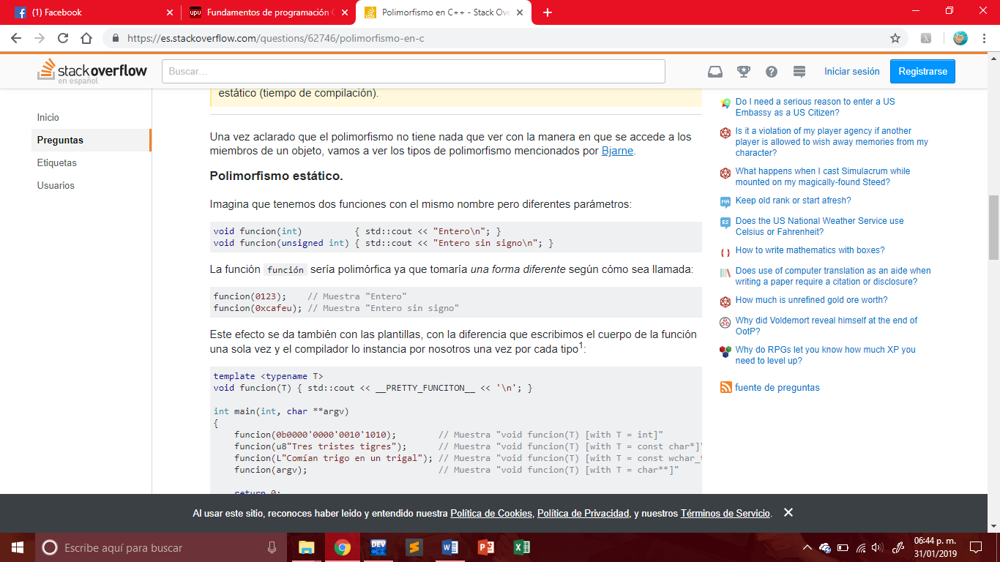 (1) Facebook
upv Fundamentos de programación C
Polimorfismo en C++ - Stack Ove
https://es.stackoverflow.com/questions/62746/polimorfismo-en-c
stackoverflow
en español
Buscar...
Iniciar sesión
Registrarse
Inicio
Preguntas
Etiquetas
Usuarios
estático (tiempo de compilación).
Una vez aclarado que el polimorfismo no tiene nada que ver con la manera en que se accede a los
miembros de un objeto, vamos a ver los tipos de polimorfismo mencionados por Bjarne.
Polimorfismo estático.
Imagina que tenemos dos funciones con el mismo nombre pero diferentes parámetros:
void funcion(int)          { std::cout << "Entero\n"; }
void funcion(unsigned int) { std::cout << "Entero sin signo\n"; }
La función función sería polimórfica ya que tomaría una forma diferente según cómo sea llamada:
funcion(0123);    // Muestra "Entero"
funcion(0xcafeu); // Muestra "Entero sin signo"
Este efecto se da también con las plantillas, con la diferencia que escribimos el cuerpo de la función
una sola vez y el compilador lo instancia por nosotros una vez por cada tipo1:
template <typename T>
void funcion(T) { std::cout << __PRETTY_FUNCITON__ << '\n'; }
int main(int, char **argv)
{
funcion(0b0000'0000'0010'1010);        // Muestra "void funcion(T) [with T = int]"
funcion(u8"Tres tristes tigres");      // Muestra "void funcion(T) [with T = const char*]"
funcion(L"Comían trigo en un trigal"); // Muestra "void funcion(T) [with T = const wchar_t
funcion(argv);                         // Muestra "void funcion(T) [with T = char**]"
return 0;
Do I need a serious reason to enter a US
Embassy as a US Citizen?
Is it a violation of my player agency if another
player is allowed to wish away memories from my
character?
What happens when I cast Simulacrum while
mounted on my magically-found Steed?
MA Keep old rank or start afresh?
ES Does the US National Weather Service use
Celsius or Fahrenheit?
How to write mathematics with boxes?
Does use of computer translation as an aide when
writing a paper require a citation or disclosure?
How much is unrefined gold ore worth?
Why did Voldemort reveal himself at the end of
OotP?
Why do RPGs let you know how much XP you
need to level up?
fuente de preguntas
Al usar este sitio, reconoces haber leido y entendido nuestra Política de Cookies, Política de Privacidad, y nuestros Términos de Servicio.
Escribe aquí para buscar
DEV
06:44 p. m.
31/01/2019